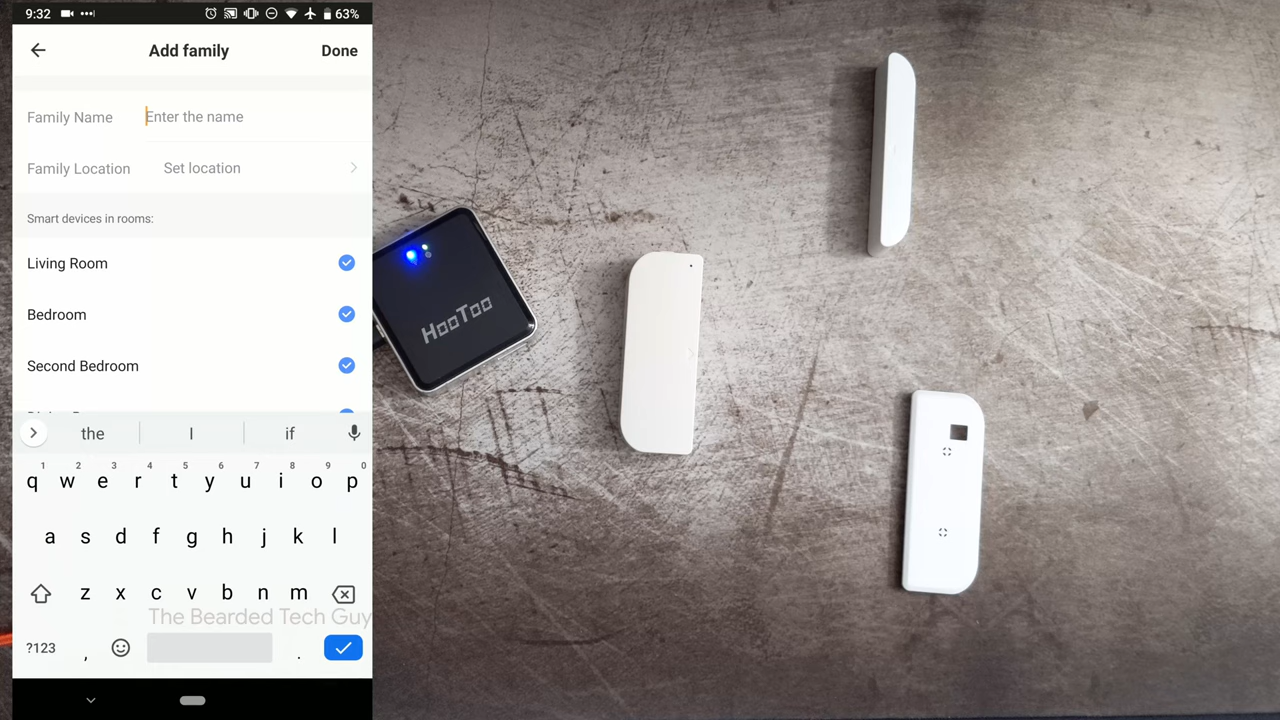 9:32 63%
Add family Done
Family Name Enter the name
Family Location Set location
Smart devices in rooms:
Living Room
Bedroom
Second Bedroom
HooToo
the I if
1 2 3 4 5 6 7 8 9 0
q w e r t y u i o p
a s d f g h j k l
z x c v b n m
The Bearded Tech Guy
?123 , .